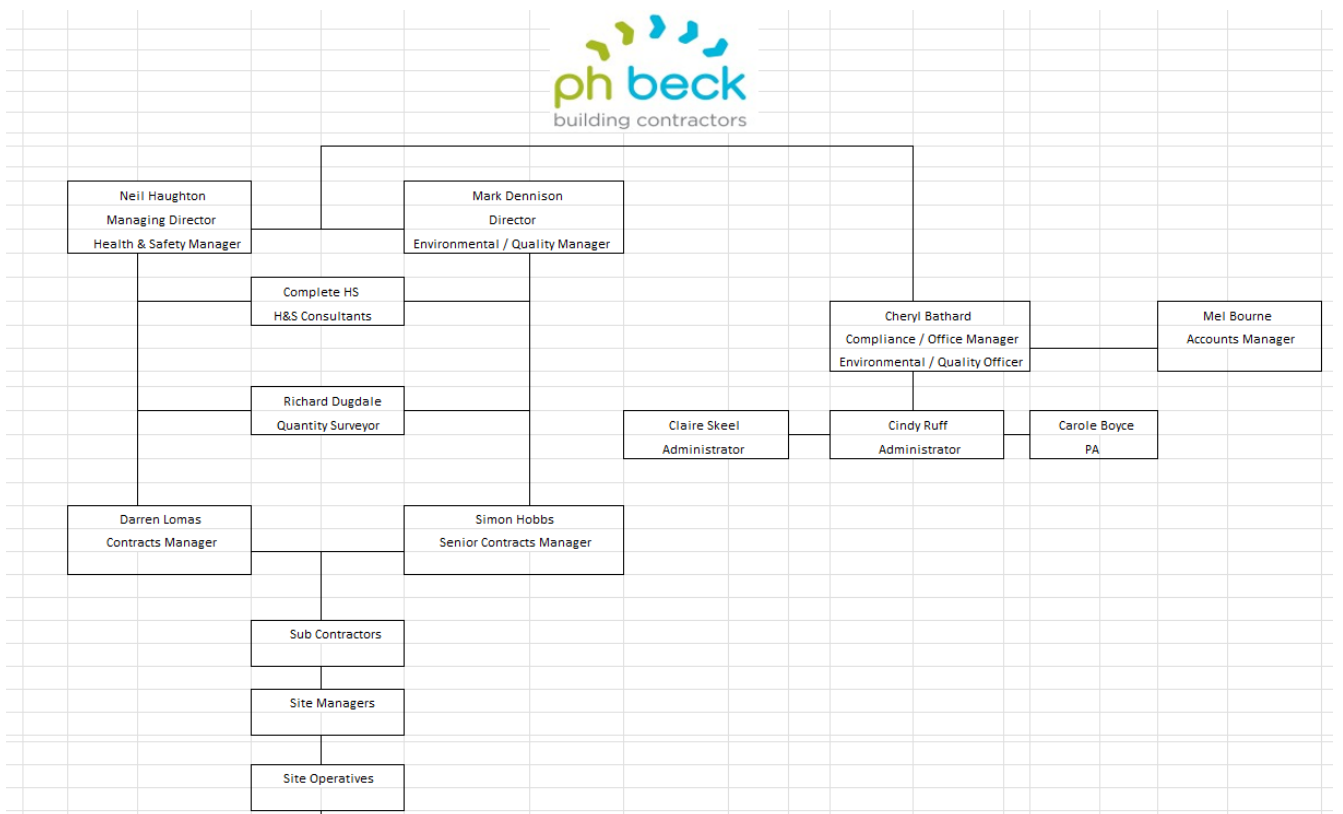 ph beck
building contractors
Neil Haughton
Managing Director
Health & Safety Manager
Mark Dennison
Director
Environmental / Quality Manager
Complete HS
H&S Consultants
Cheryl Bathard
Compliance / Office Manager
Environmental / Quality Officer
Mel Bourne
Accounts Manager
Richard Dugdale
Quantity Surveyor
Claire Skeel
Administrator
Cindy Ruff
Administrator
Carole Boyce
PA
Darren Lomas
Contracts Manager
Simon Hobbs
Senior Contracts Manager
Sub Contractors
Site Managers
Site Operatives